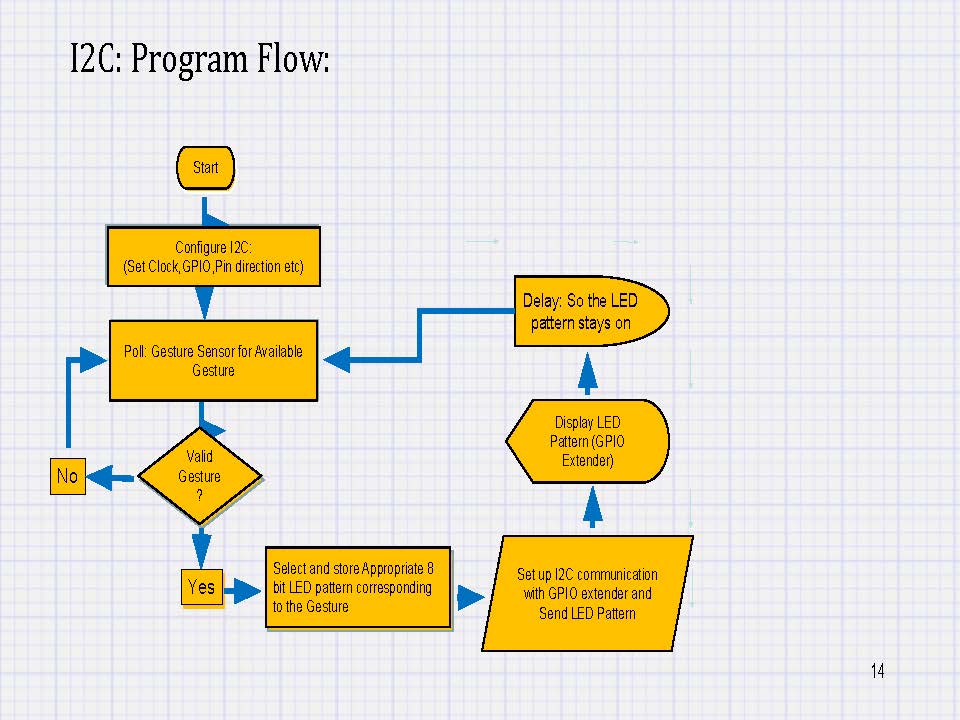 I2C: Program Flow:
Start
Configure I2C:
(Set Clock,GPIO,Pin direction etc)
Poll: Gesture Sensor for Available
Gesture
Valid
Gesture
?
No
Yes
Select and store Appropriate 8
bit LED pattern corresponding
to the Gesture
Set up I2C communication
with GPIO extender and
Send LED Pattern
Display LED
Pattern (GPIO
Extender)
Delay: So the LED
pattern stays on
14